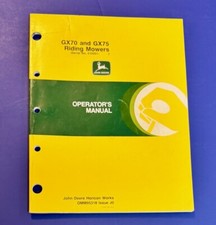 GX70 and GX75
Riding Mowers
JOHN DEERE
OPERATOR'S
MANUAL
John Deere Horicon Works